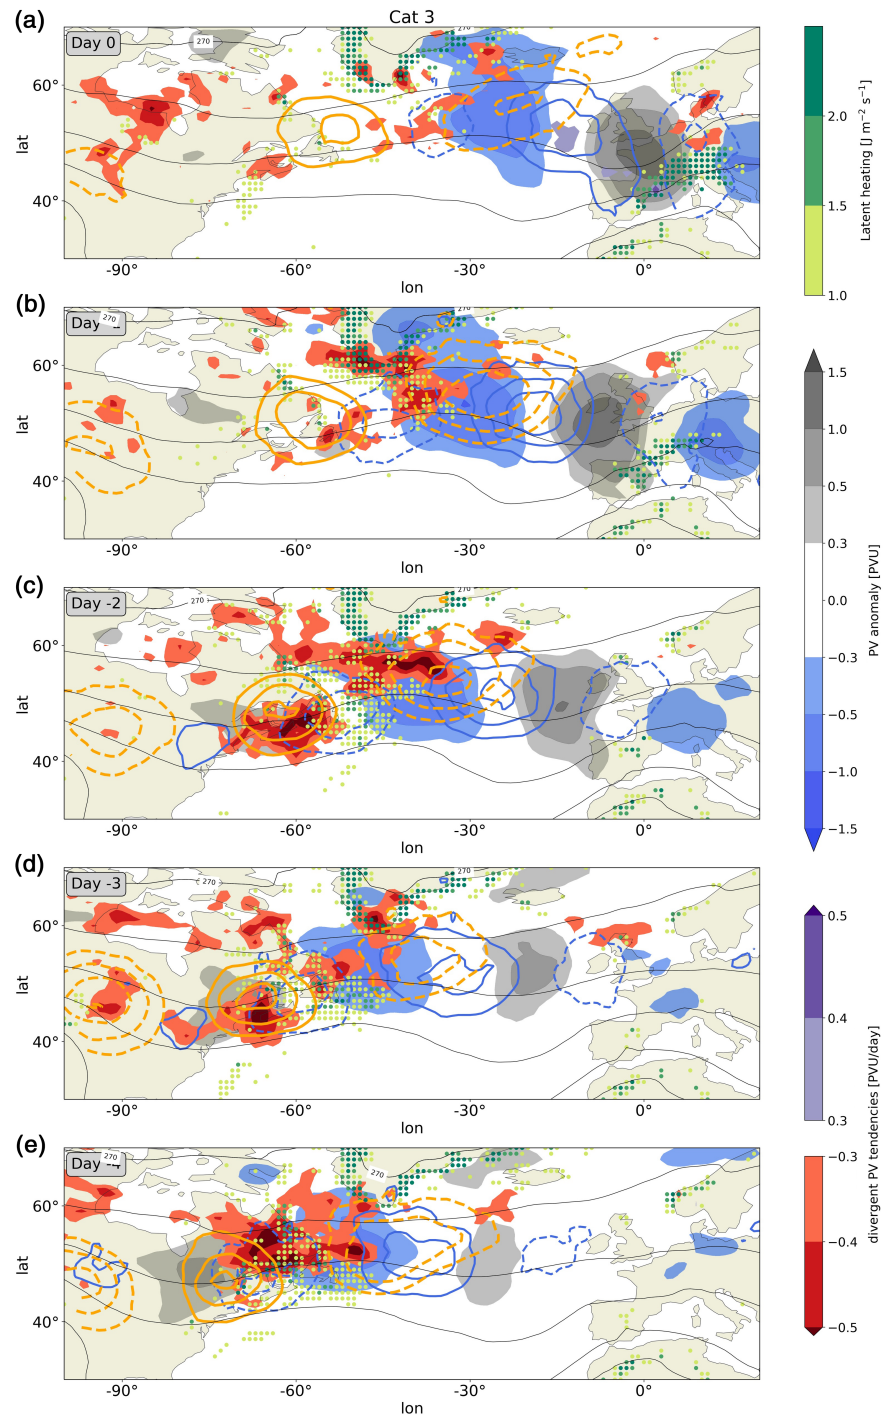 Cat 3
(a)
Day 0
270
60°
40°
lat
-90°
-60°
-30°
0°
lon
(b)
Day
270
270
60°
40°
lat
-90°
-60°
-30°
0°
lon
(c)
Day -2
270
270
60°
40°
lat
-90°
-60°
-30°
0°
lon
(d)
Day -3
270
270
60°
40°
lat
-90°
-60°
-30°
0°
lon
(e)
Day -4
270
270
60°
40°
lat
-90°
-60°
-30°
0°
lon
2.0
1.5
1.0
Latent heating [J m⁻² s⁻¹]
1.5
1.0
0.5
0.3
0.0
−0.3
−0.5
−1.0
−1.5
PV anomaly [PVU]
0.5
0.4
0.3
−0.3
−0.4
−0.5
divergent PV tendencies [PVU/day]